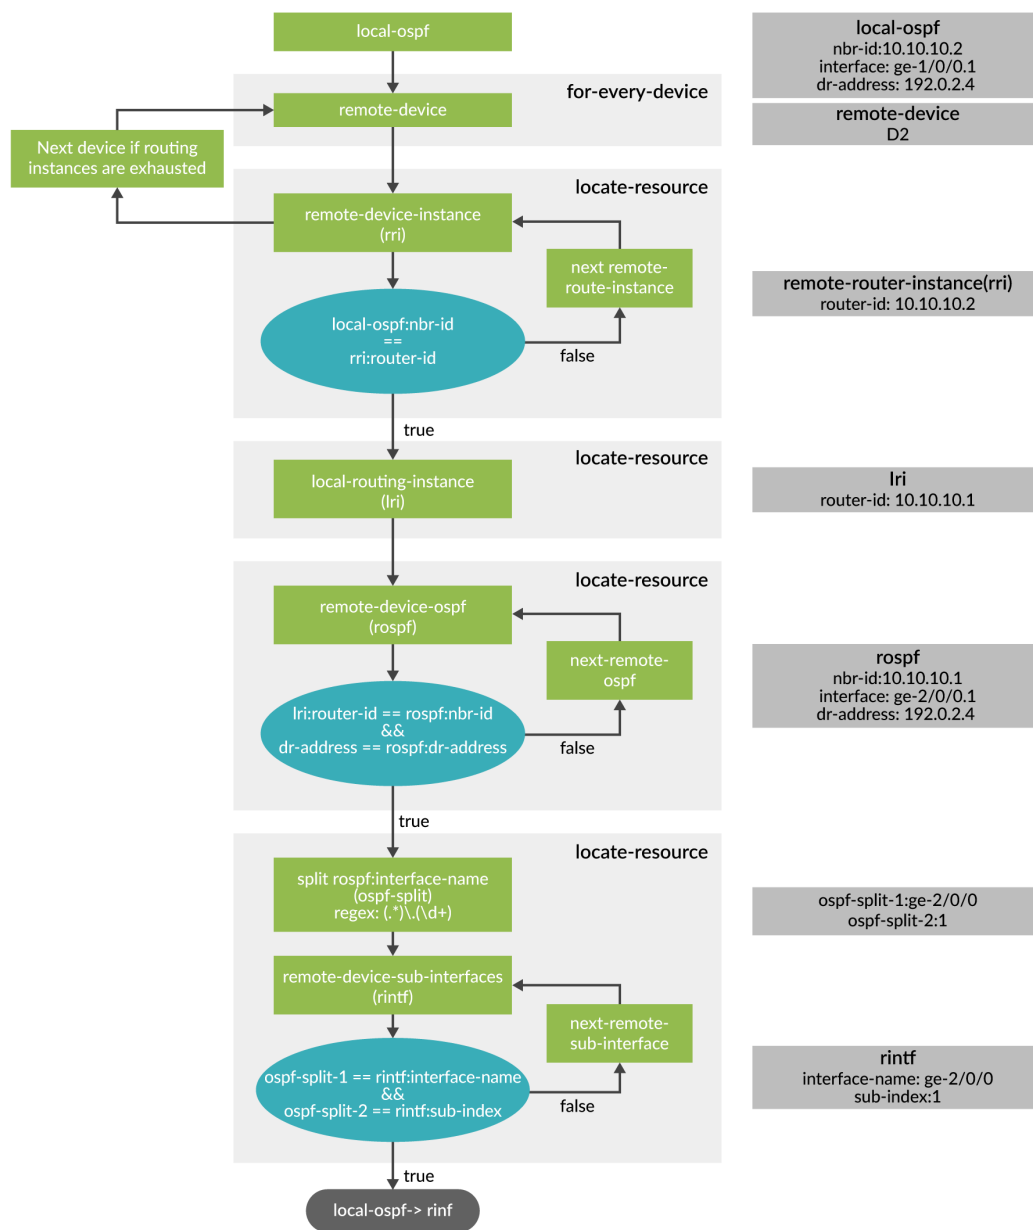 local-ospf
local-ospf
nbr-id:10.10.10.2
interface: ge-1/0/0.1
dr-address: 192.0.2.4
for-every-device
remote-device
remote-device
D2
Next device if routing
instances are exhausted
locate-resource
remote-device-instance
(rri)
next remote-
route-instance
remote-router-instance(rri)
router-id: 10.10.10.2
local-ospf:nbr-id
==
rri:router-id
false
true
locate-resource
local-routing-instance
(lri)
lri
router-id: 10.10.10.1
locate-resource
remote-device-ospf
(rospf)
next-remote-
ospf
rospf
nbr-id:10.10.10.1
interface: ge-2/0/0.1
dr-address: 192.0.2.4
lri:router-id == rospf:nbr-id
&&
dr-address == rospf:dr-address
false
true
locate-resource
split rospf:interface-name
(ospf-split)
regex: (.*)\.(\d+)
ospf-split-1:ge-2/0/0
ospf-split-2:1
remote-device-sub-interfaces
(rintf)
next-remote-
sub-interface
rintf
interface-name: ge-2/0/0
sub-index:1
ospf-split-1 == rintf:interface-name
&&
ospf-split-2 == rintf:sub-index
false
true
local-ospf-> rinf